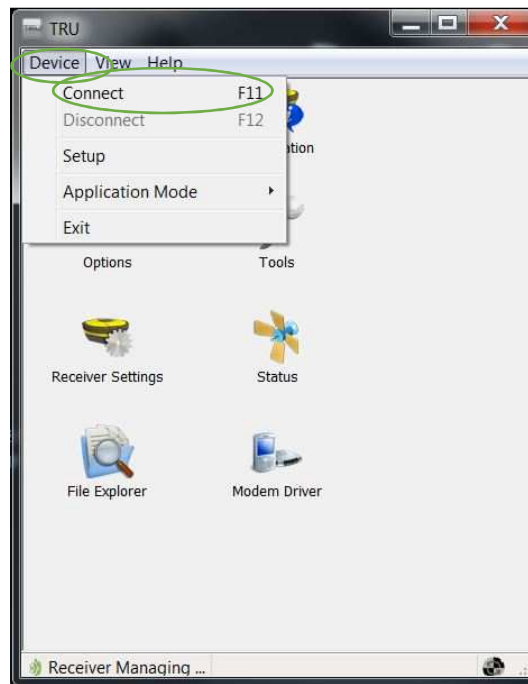 TRU
Device View Help
Connect F11
Disconnect F12
Setup
Application Mode
Exit
Options
Tools
Receiver Settings
Status
File Explorer
Modem Driver
Receiver Managing ...